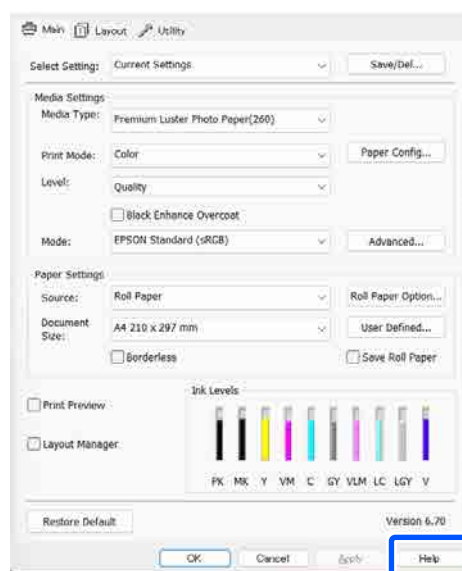 Main Layout Utility
Select Setting: Current Settings Save/Del...
Media Settings
Media Type: Premium Luster Photo Paper(260)
Print Mode: Color Paper Config...
Level: Quality
Black Enhance Overcoat
Mode: EPSON Standard (sRGB) Advanced...
Paper Settings
Source: Roll Paper Roll Paper Option...
Document Size: A4 210 x 297 mm User Defined...
Borderless Save Roll Paper
Print Preview
Layout Manager
Ink Levels
PK MK Y VM C GY VLM LC LGY V
Restore Default Version 6.70
OK Cancel Apply Help